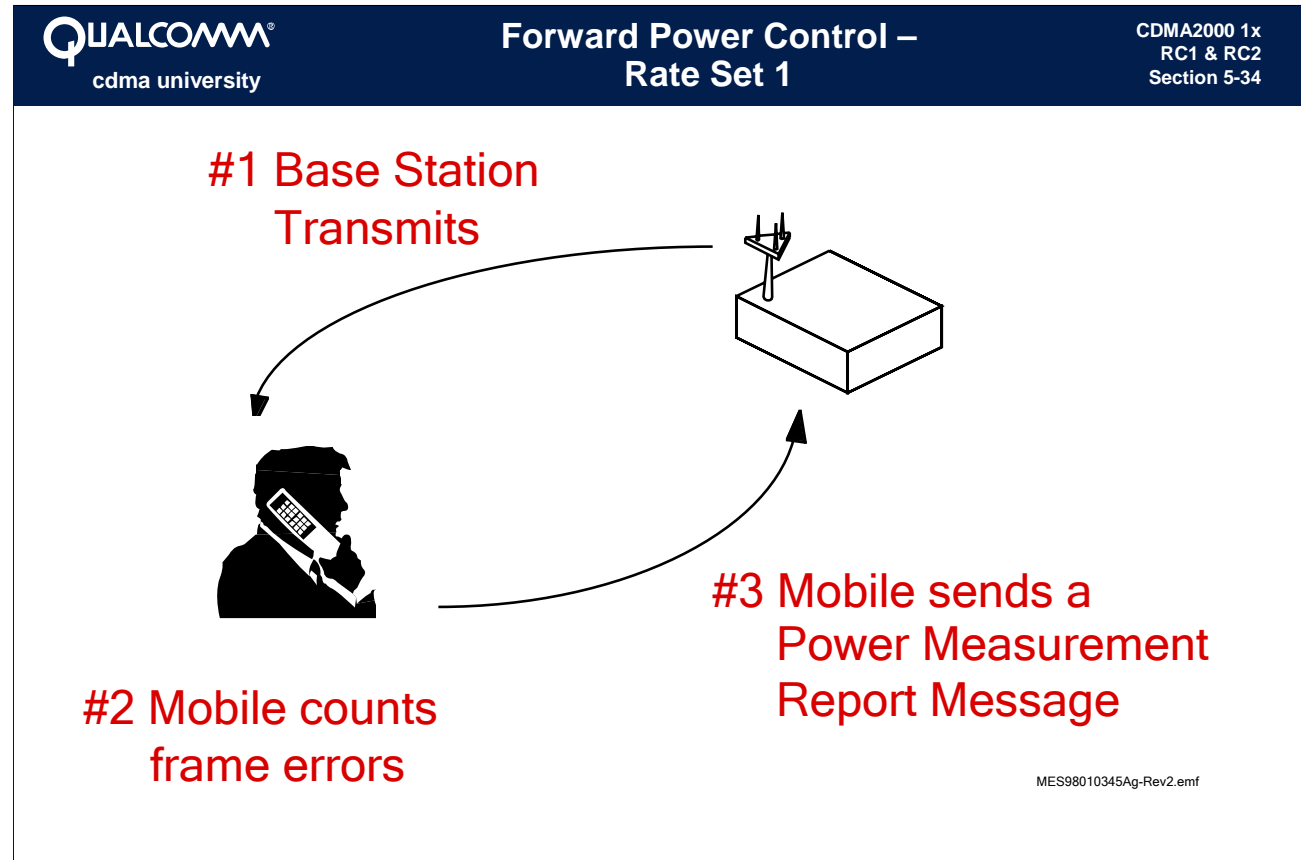 QUALCOMM®
cdma university
Forward Power Control –
Rate Set 1
CDMA2000 1x
RC1 & RC2
Section 5-34
#1 Base Station
Transmits
#2 Mobile counts
frame errors
#3 Mobile sends a
Power Measurement
Report Message
MES98010345Ag-Rev2.emf